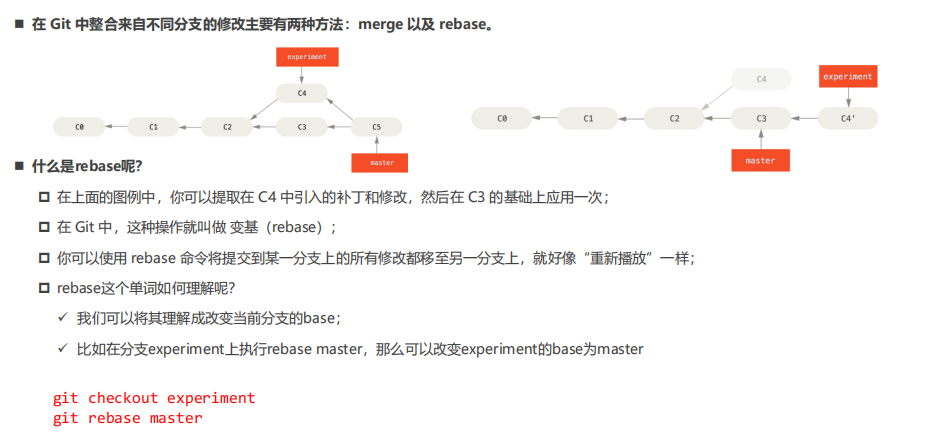 ■ 在 Git 中整合来自不同分支的修改主要有两种方法：merge 以及 rebase。
experiment
C4
C0 C1 C2 C3 C5
master
C4
experiment
C0 C1 C2 C3 C4'
master
■ 什么是rebase呢？
在上面的图例中，你可以提取在 C4 中引入的补丁和修改，然后在 C3 的基础上应用一次；
在 Git 中，这种操作就叫做 变基（rebase）；
你可以使用 rebase 命令将提交到某一分支上的所有修改都移至另一分支上，就好像“重新播放”一样；
rebase这个单词如何理解呢？
✓ 我们可以将其理解成改变当前分支的base；
✓ 比如在分支experiment上执行rebase master，那么可以改变experiment的base为master
git checkout experiment
git rebase master